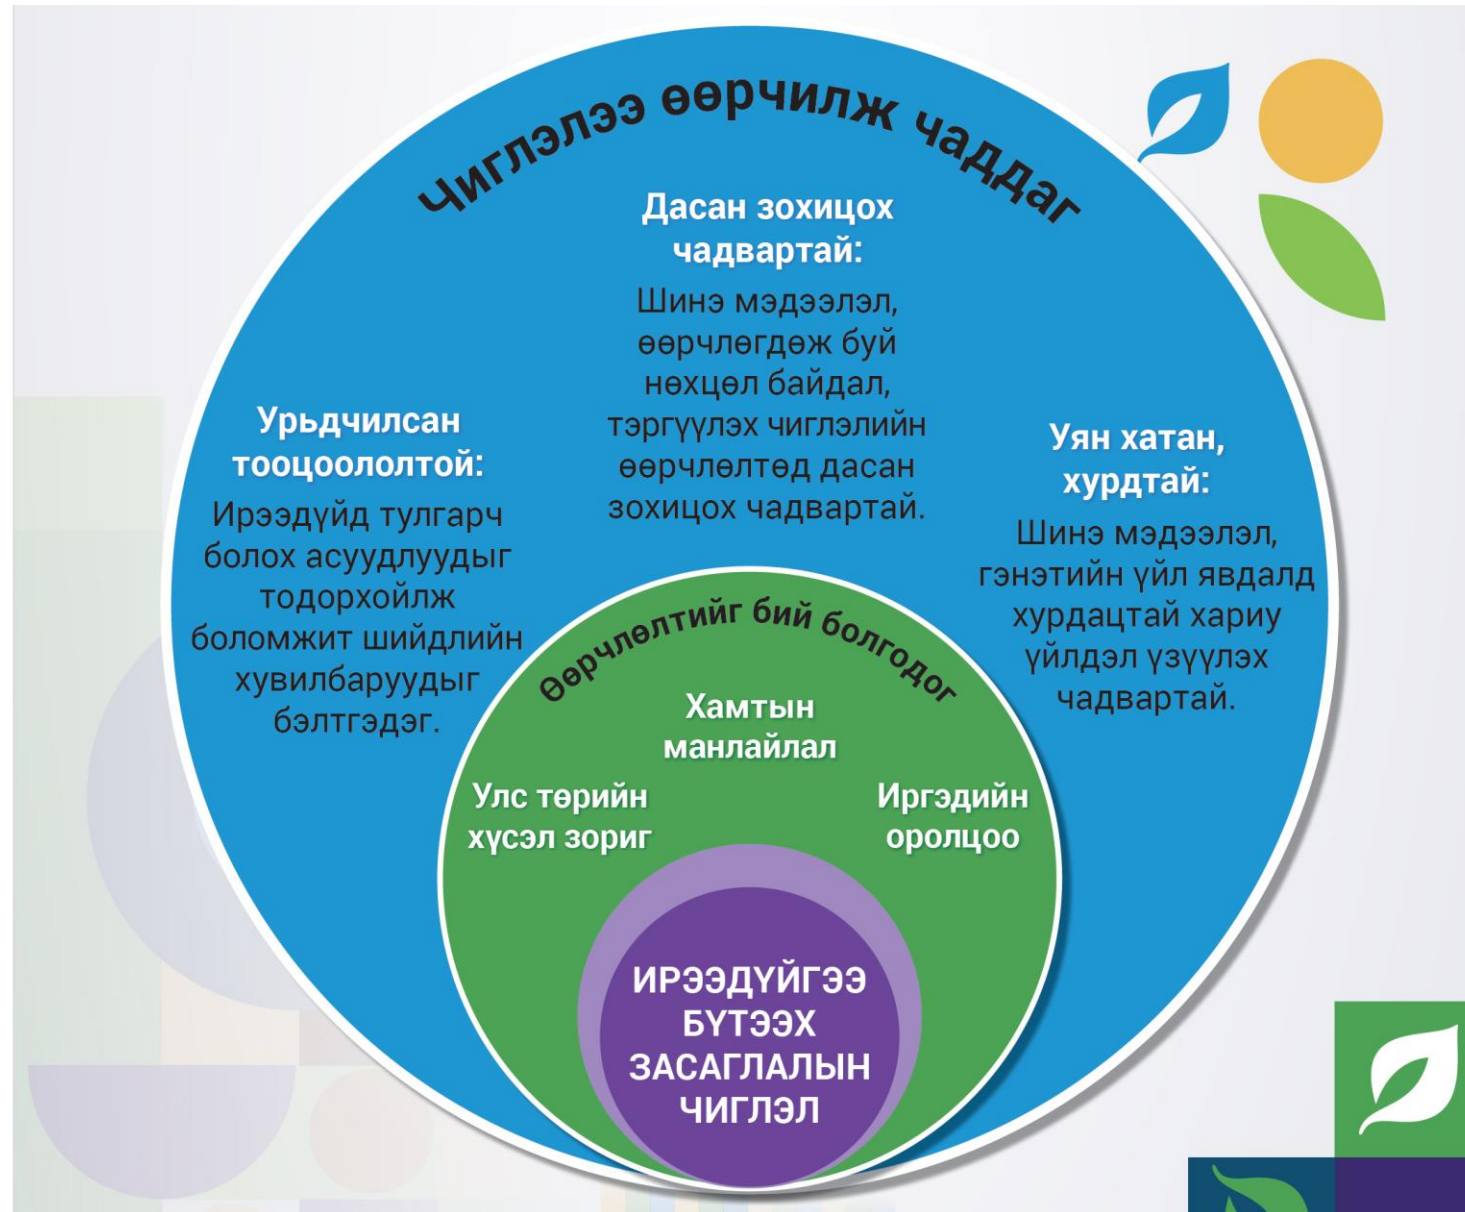 Чиглэлээ өөрчилж чаддаг
Дасан зохицох
чадвартай:
Шинэ мэдээлэл,
өөрчлөгдөж буй
нөхцөл байдал,
тэргүүлэх чиглэлийн
өөрчлөлтөд дасан
зохицох чадвартай.
Урьдчилсан
тооцоололтой:
Ирээдүйд тулгарч
болох асуудлуудыг
тодорхойлж
боломжит шийдлийн
хувилбаруудыг
бэлтгэдэг.
Уян хатан,
хурдтай:
Шинэ мэдээлэл,
гэнэтийн үйл явдалд
хурдацтай хариу
үйлдэл үзүүлэх
чадвартай.
Өөрчлөлтийг бий болгодог
Хамтын
манлайлал
Улс төрийн
хүсэл зориг
Иргэдийн
оролцоо
ИРЭЭДҮЙГЭЭ
БҮТЭЭХ
ЗАСАГЛАЛЫН
ЧИГЛЭЛ